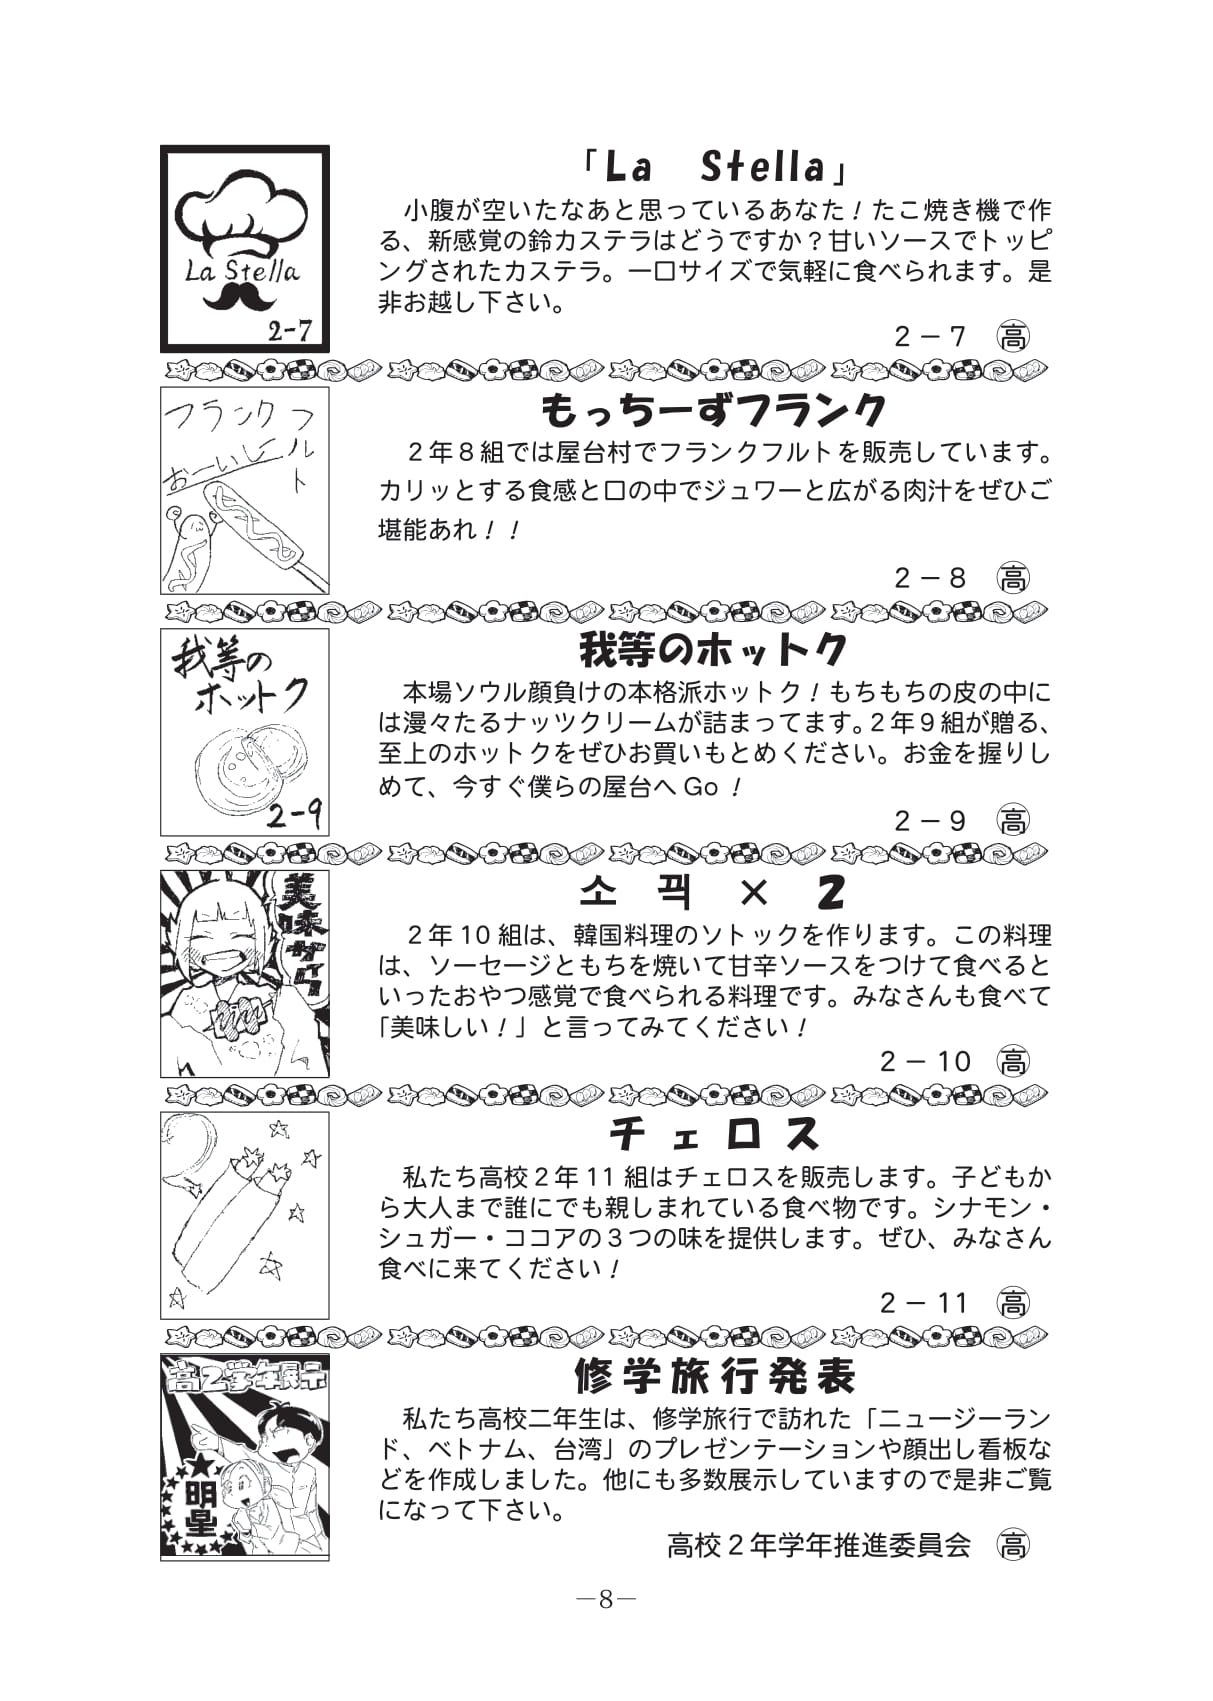 La Stella
2-7
「La Stella」
小腹が空いたなあと思っているあなた！たこ焼き機で作
る、新感覚の鈴カステラはどうですか？甘いソースでトッピ
ングされたカステラ。一口サイズで気軽に食べられます。是
非お越し下さい。
2－7 ㊤高
フランクフルト
おーいしー
もっちーずフランク
2年8組では屋台村でフランクフルトを販売しています。
カリッとする食感と口の中でジュワーと広がる肉汁をぜひご
堪能あれ！！
2－8 高
我等の
ホットク
2-9
我等のホットク
本場ソウル顔負けの本格派ホットク！もちもちの皮の中に
は漫々たるナッツクリームが詰まってます。2年9組が贈る、
至上のホットクをぜひお買いもとめください。お金を握りし
めて、今すぐ僕らの屋台へGo！
2－9 高
美味かっ
소 끡 × 2
2年10組は、韓国料理のソトックを作ります。この料理
は、ソーセージともちを焼いて甘辛ソースをつけて食べると
いったおやつ感覚で食べられる料理です。みなさんも食べて
「美味しい！」と言ってみてください！
2－10 高
チェロス
私たち高校2年11組はチェロスを販売します。子どもか
ら大人まで誰にでも親しまれている食べ物です。シナモン・
シュガー・ココアの3つの味を提供します。ぜひ、みなさん
食べに来てください！
2－11 高
高2学年展示
明星
修学旅行発表
私たち高校二年生は、修学旅行で訪れた「ニュージーラン
ド、ベトナム、台湾」のプレゼンテーションや顔出し看板な
どを作成しました。他にも多数展示していますので是非ご覧
になって下さい。
高校2年学年推進委員会 高
―8―